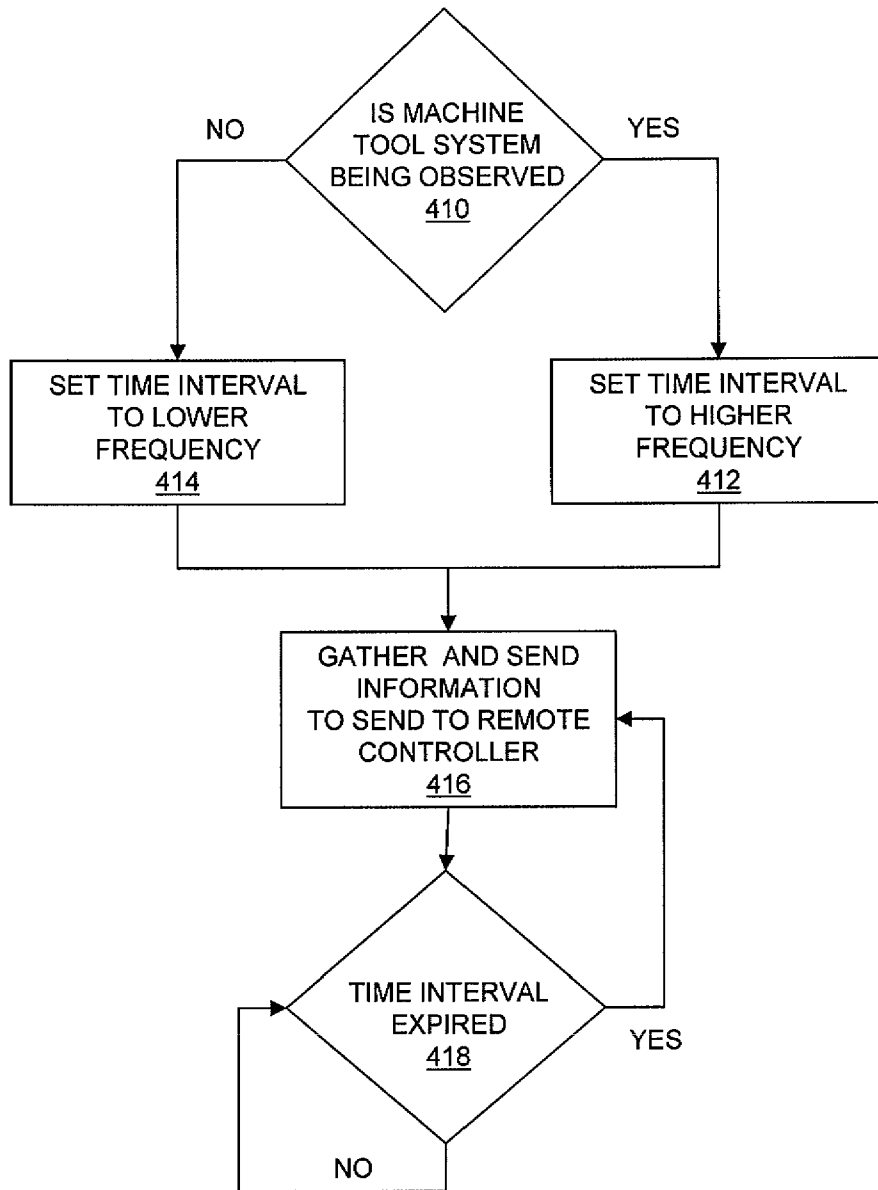 IS MACHINE
TOOL SYSTEM
BEING OBSERVED
410
NO
YES
SET TIME INTERVAL
TO LOWER
FREQUENCY
414
SET TIME INTERVAL
TO HIGHER
FREQUENCY
412
GATHER AND SEND
INFORMATION
TO SEND TO REMOTE
CONTROLLER
416
TIME INTERVAL
EXPIRED
418
YES
NO